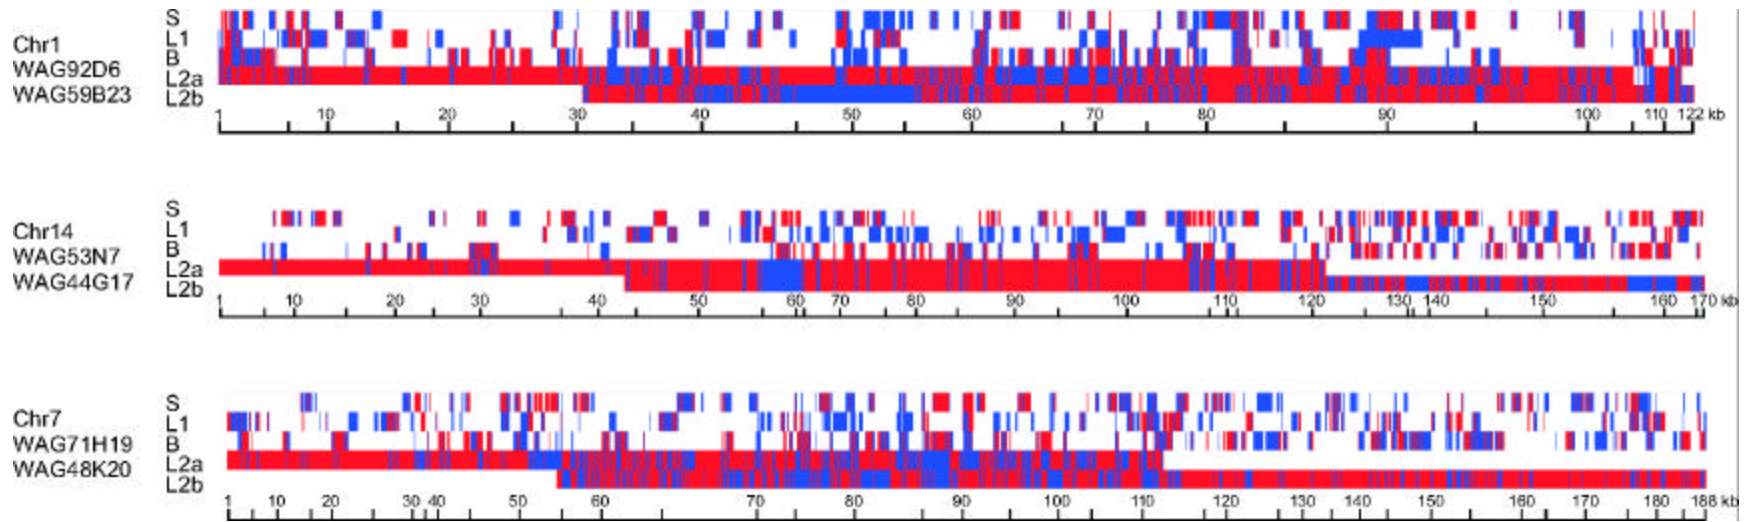 S
L1
B
L2a
L2b
Chr1
WAG92D6
WAG59B23
1 10 20 30 40 50 60 70 80 90 100 110 122 kb
S
L1
B
L2a
L2b
Chr14
WAG53N7
WAG44G17
1 10 20 30 40 50 60 70 80 90 100 110 120 130 140 150 160 170 kb
S
L1
B
L2a
L2b
Chr7
WAG71H19
WAG48K20
1 10 20 30 40 50 60 70 80 90 100 110 120 130 140 150 160 170 180 188 kb